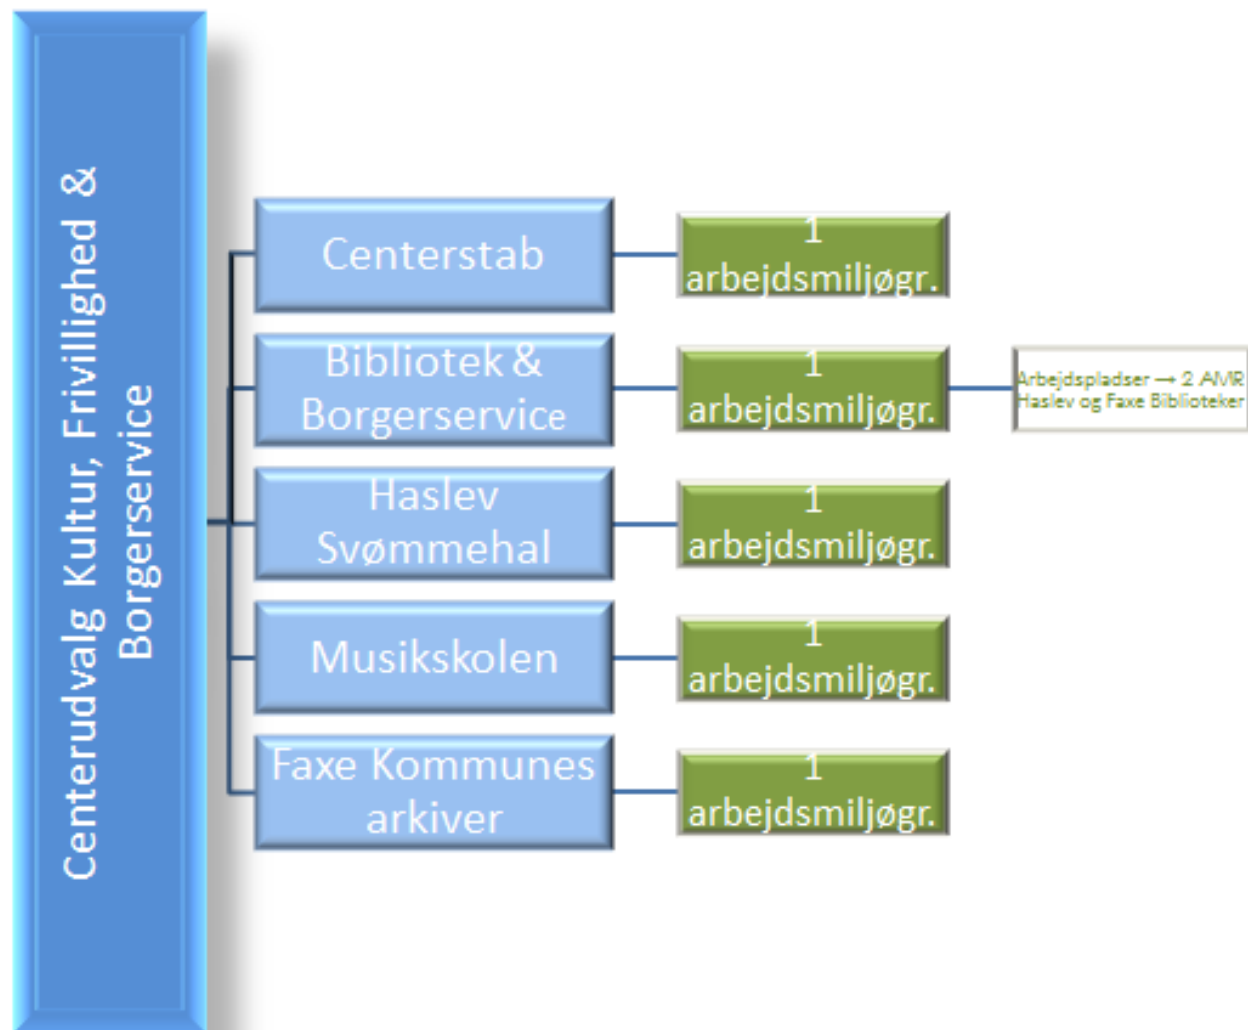 Centerudvalg Kultur, Frivillighed &
Borgerservice
Centerstab
1
arbejdsmiljøgr.
Bibliotek &
Borgerservice
1
arbejdsmiljøgr.
Arbejdspladser → 2 AMR
Haslev og Faxe Biblioteker
Haslev
Svømmehal
1
arbejdsmiljøgr.
Musikskolen
1
arbejdsmiljøgr.
Faxe Kommunes
arkiver
1
arbejdsmiljøgr.